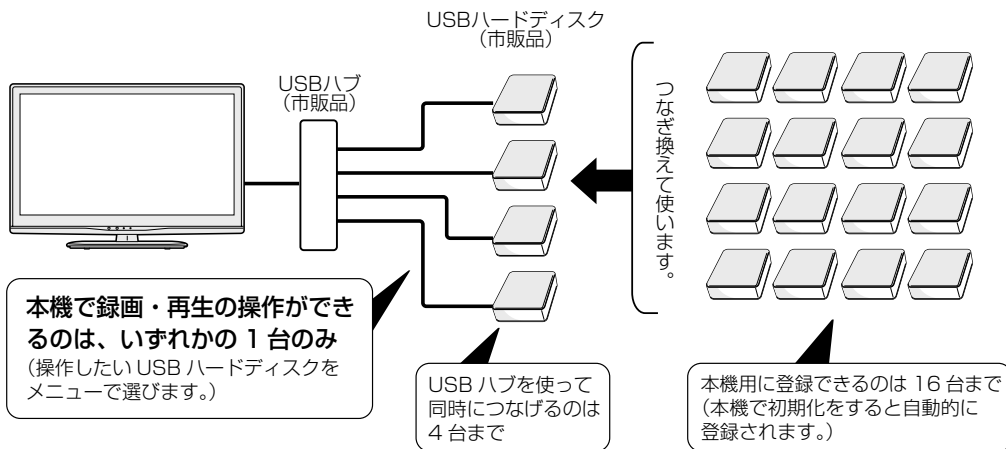 USBハードディスク
（市販品）
USBハブ
（市販品）
つなぎ換えて使います。
本機で録画・再生の操作ができ
るのは、いずれかの 1 台のみ
（操作したい USB ハードディスクを
メニューで選びます。）
USB ハブを使って
同時につなげるのは
4 台まで
本機用に登録できるのは 16 台まで
（本機で初期化をすると自動的に
登録されます。）